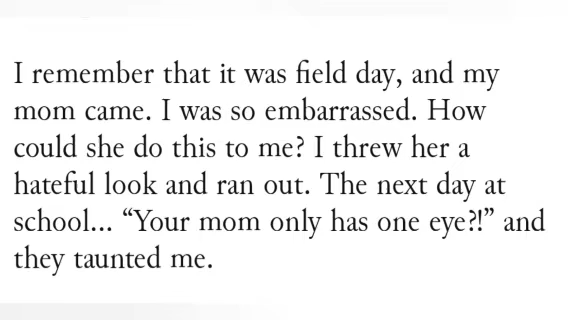 I remember that it was field day, and my
mom came. I was so embarrassed. How
could she do this to me? I threw her a
hateful look and ran out. The next day at
school... “Your mom only has one eye?!” and
they taunted me.